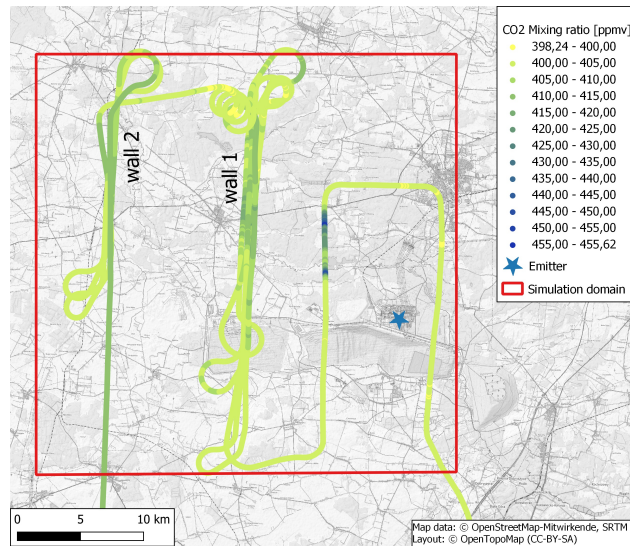 CO2 Mixing ratio [ppmv]
398,24 - 400,00
400,00 - 405,00
405,00 - 410,00
410,00 - 415,00
415,00 - 420,00
420,00 - 425,00
425,00 - 430,00
430,00 - 435,00
435,00 - 440,00
440,00 - 445,00
445,00 - 450,00
450,00 - 455,00
455,00 - 455,62
Emitter
Simulation domain
wall 2
wall 1
0 5 10 km
Map data: © OpenStreetMap-Mitwirkende, SRTM
Layout: © OpenTopoMap (CC-BY-SA)